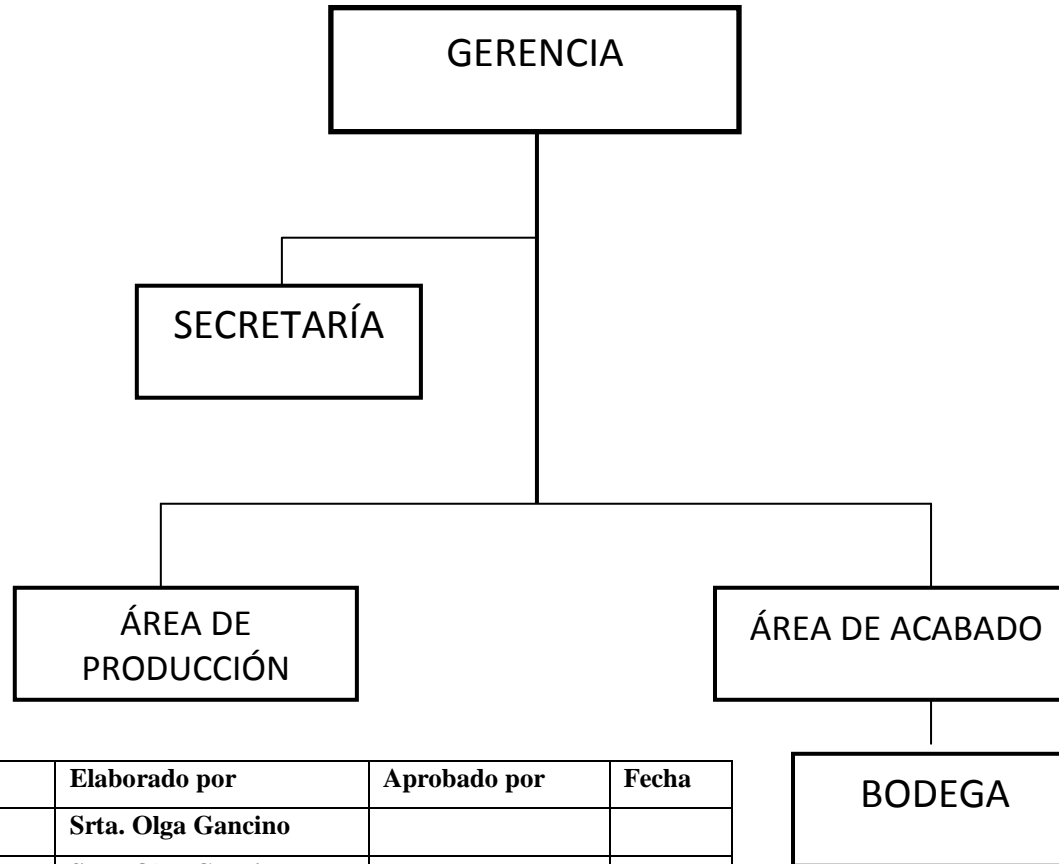 GERENCIA
SECRETARÍA
ÁREA DE
PRODUCCIÓN
ÁREA DE ACABADO
BODEGA
Elaborado por Aprobado por Fecha
Srta. Olga Gancino